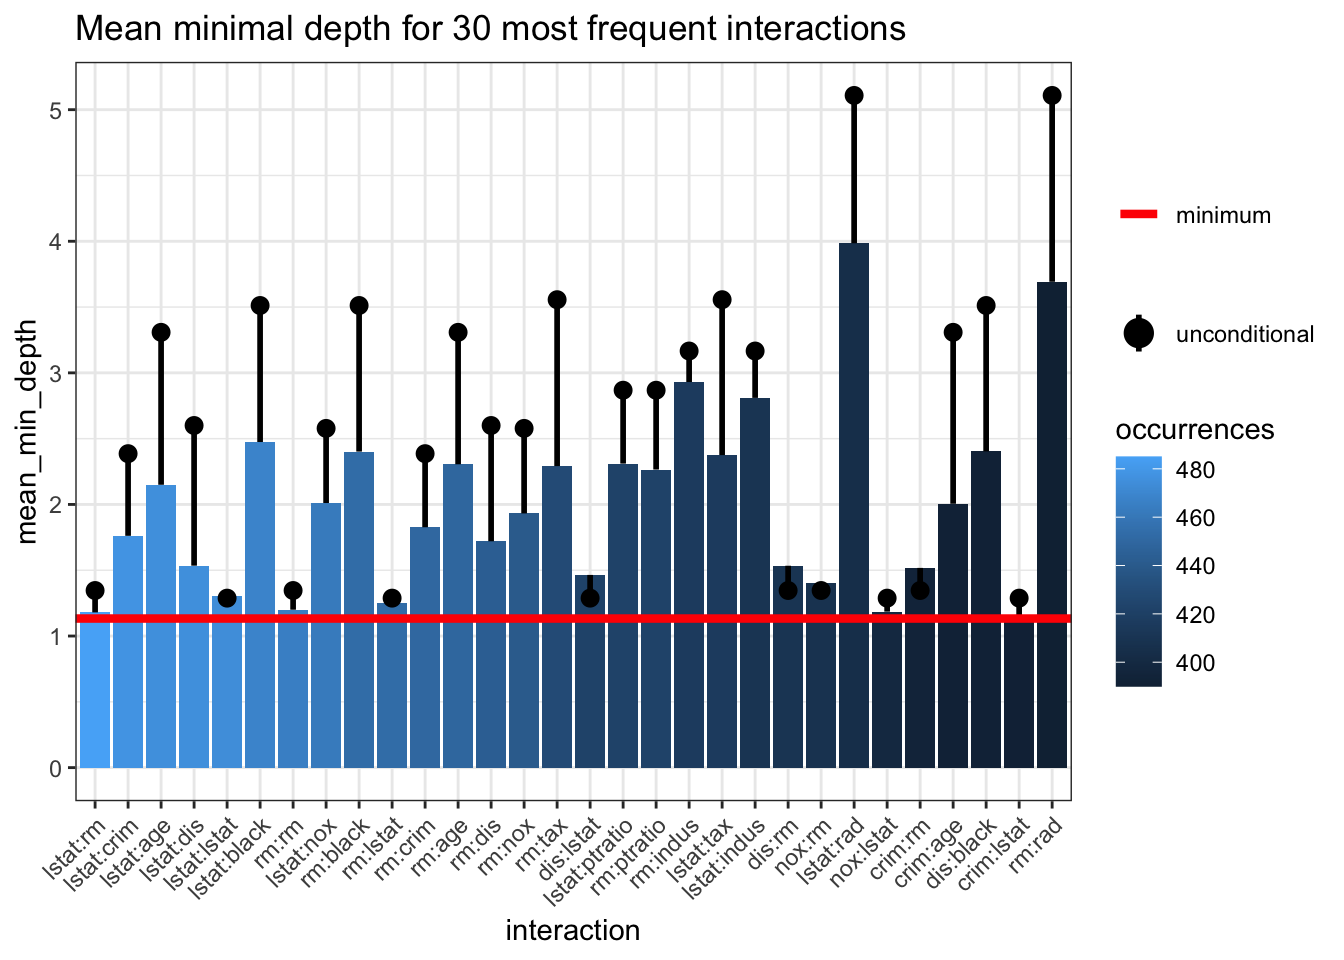 Mean minimal depth for 30 most frequent interactions
mean_min_depth
5
4
3
2
1
0
lstat:rm
lstat:crim
lstat:age
lstat:dis
lstat:lstat
lstat:black
rm:rm
lstat:nox
rm:black
rm:lstat
rm:crim
rm:age
rm:dis
rm:nox
rm:tax
dis:lstat
lstat:ptratio
rm:ptratio
rm:indus
lstat:tax
lstat:indus
dis:rm
nox:rm
lstat:rad
nox:lstat
crim:rm
crim:age
dis:black
crim:lstat
rm:rad
interaction
minimum
unconditional
occurrences
480
460
440
420
400